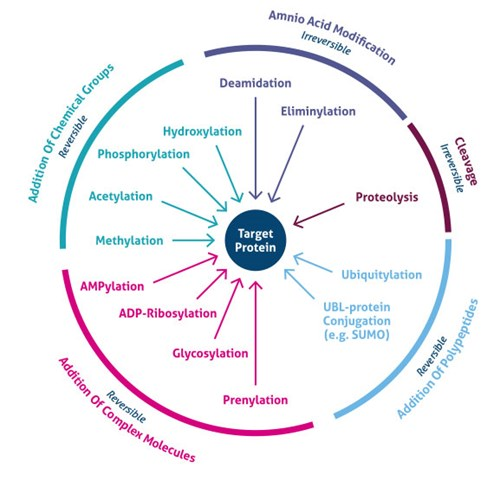 Amnio Acid Modification
Irreversible
Addition Of Chemical Groups
Reversible
Cleavage
Irreversible
Deamidation
Eliminylation
Hydroxylation
Phosphorylation
Acetylation
Methylation
Proteolysis
Target
Protein
AMPylation
ADP-Ribosylation
Glycosylation
Prenylation
Ubiquitylation
UBL-protein
Conjugation
(e.g. SUMO)
Reversible
Addition Of Complex Molecules
Reversible
Addition Of Polypeptides